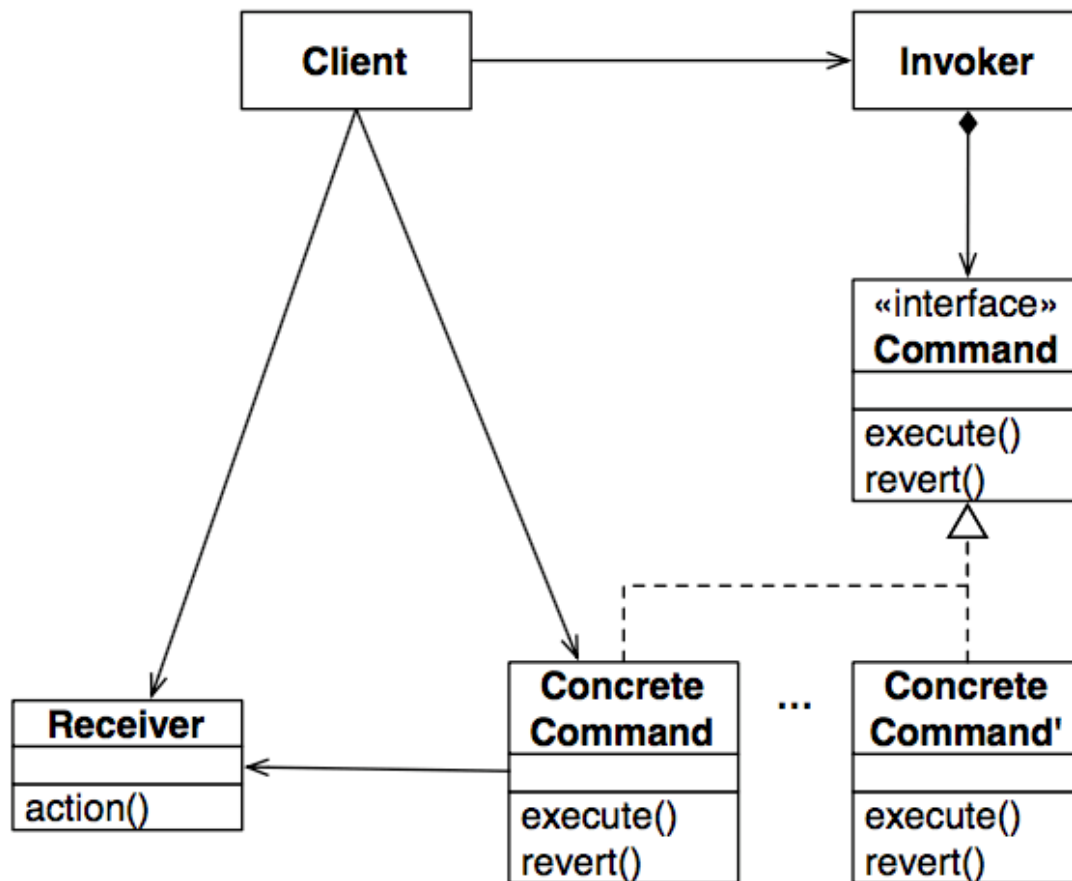 Client
Invoker
«interface»
Command
execute()
revert()
Receiver
action()
Concrete
Command
execute()
revert()
...
Concrete
Command'
execute()
revert()